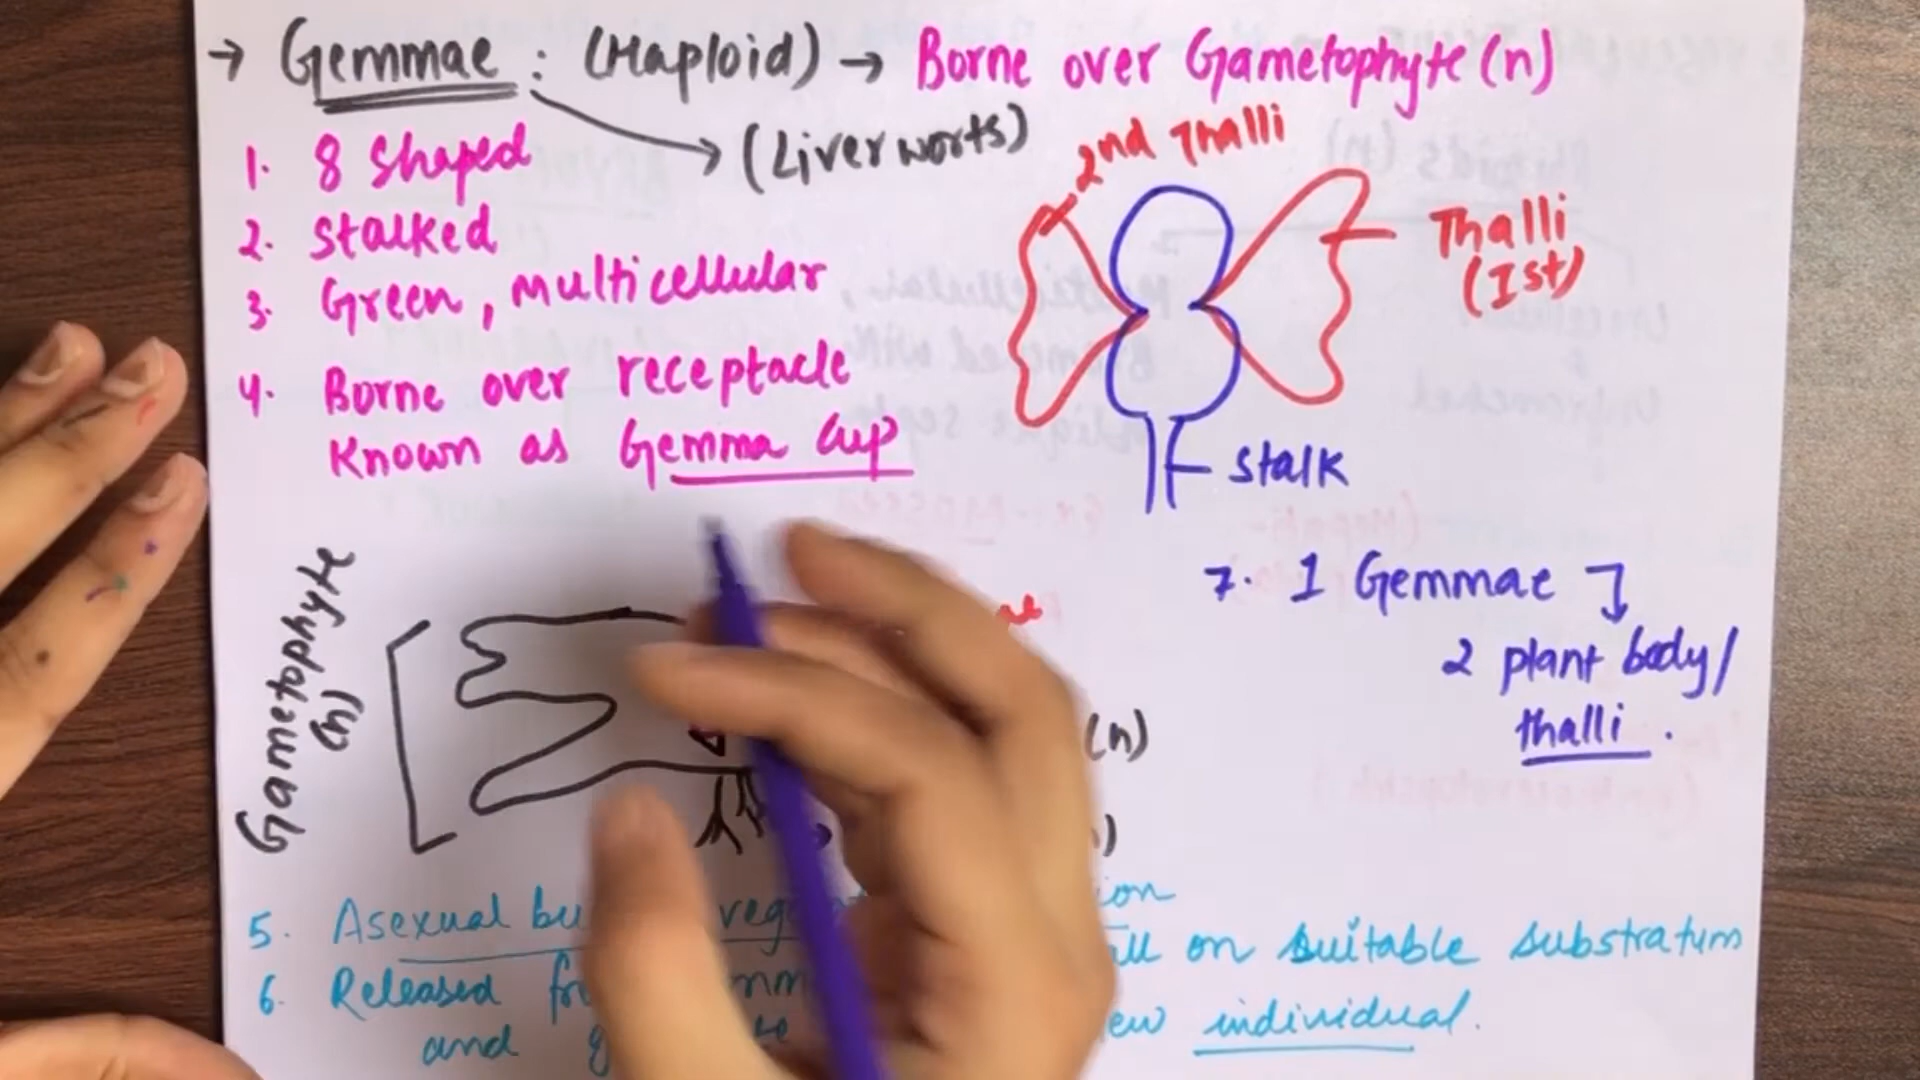 → Gemmae : (Haploid) → Borne over Gametophyte (n)
→ (Liverworts)
1. 8 Shaped
2. Stalked
3. Green, multicellular
4. Borne over receptacle
known as Gemma Cup
2nd Thalli
Thalli
(Ist)
Stalk
7. 1 Gemmae
2 plant body/
thalli.
Gametophyte
(n)
(n)
5. Asexual
6. Released
on suitable substratum
and individual.